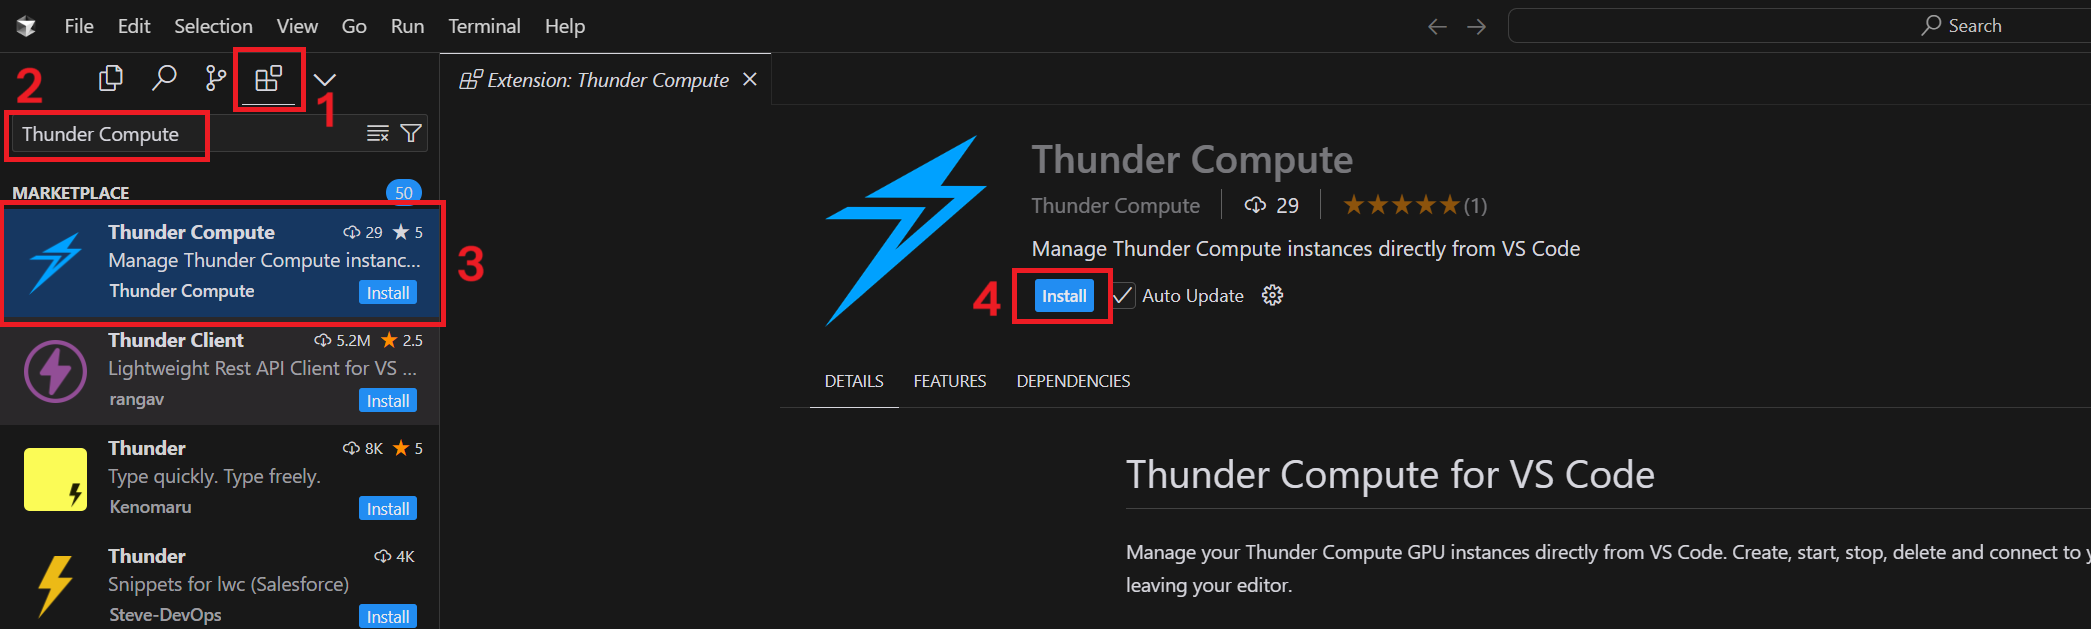 File Edit Selection View Go Run Terminal Help
Search
2
1
Thunder Compute
MARKETPLACE 50
Thunder Compute 29 5
Manage Thunder Compute instanc...
Thunder Compute Install
3
Thunder Client 5.2M 2.5
Lightweight Rest API Client for VS ...
rangav Install
Thunder 8K 5
Type quickly. Type freely.
Kenomaru Install
Thunder 4K
Snippets for lwc (Salesforce)
Steve-DevOps Install
Extension: Thunder Compute
Thunder Compute
Thunder Compute 29 (1)
Manage Thunder Compute instances directly from VS Code
4 Install Auto Update
DETAILS FEATURES DEPENDENCIES
Thunder Compute for VS Code
Manage your Thunder Compute GPU instances directly from VS Code. Create, start, stop, delete and connect to
leaving your editor.